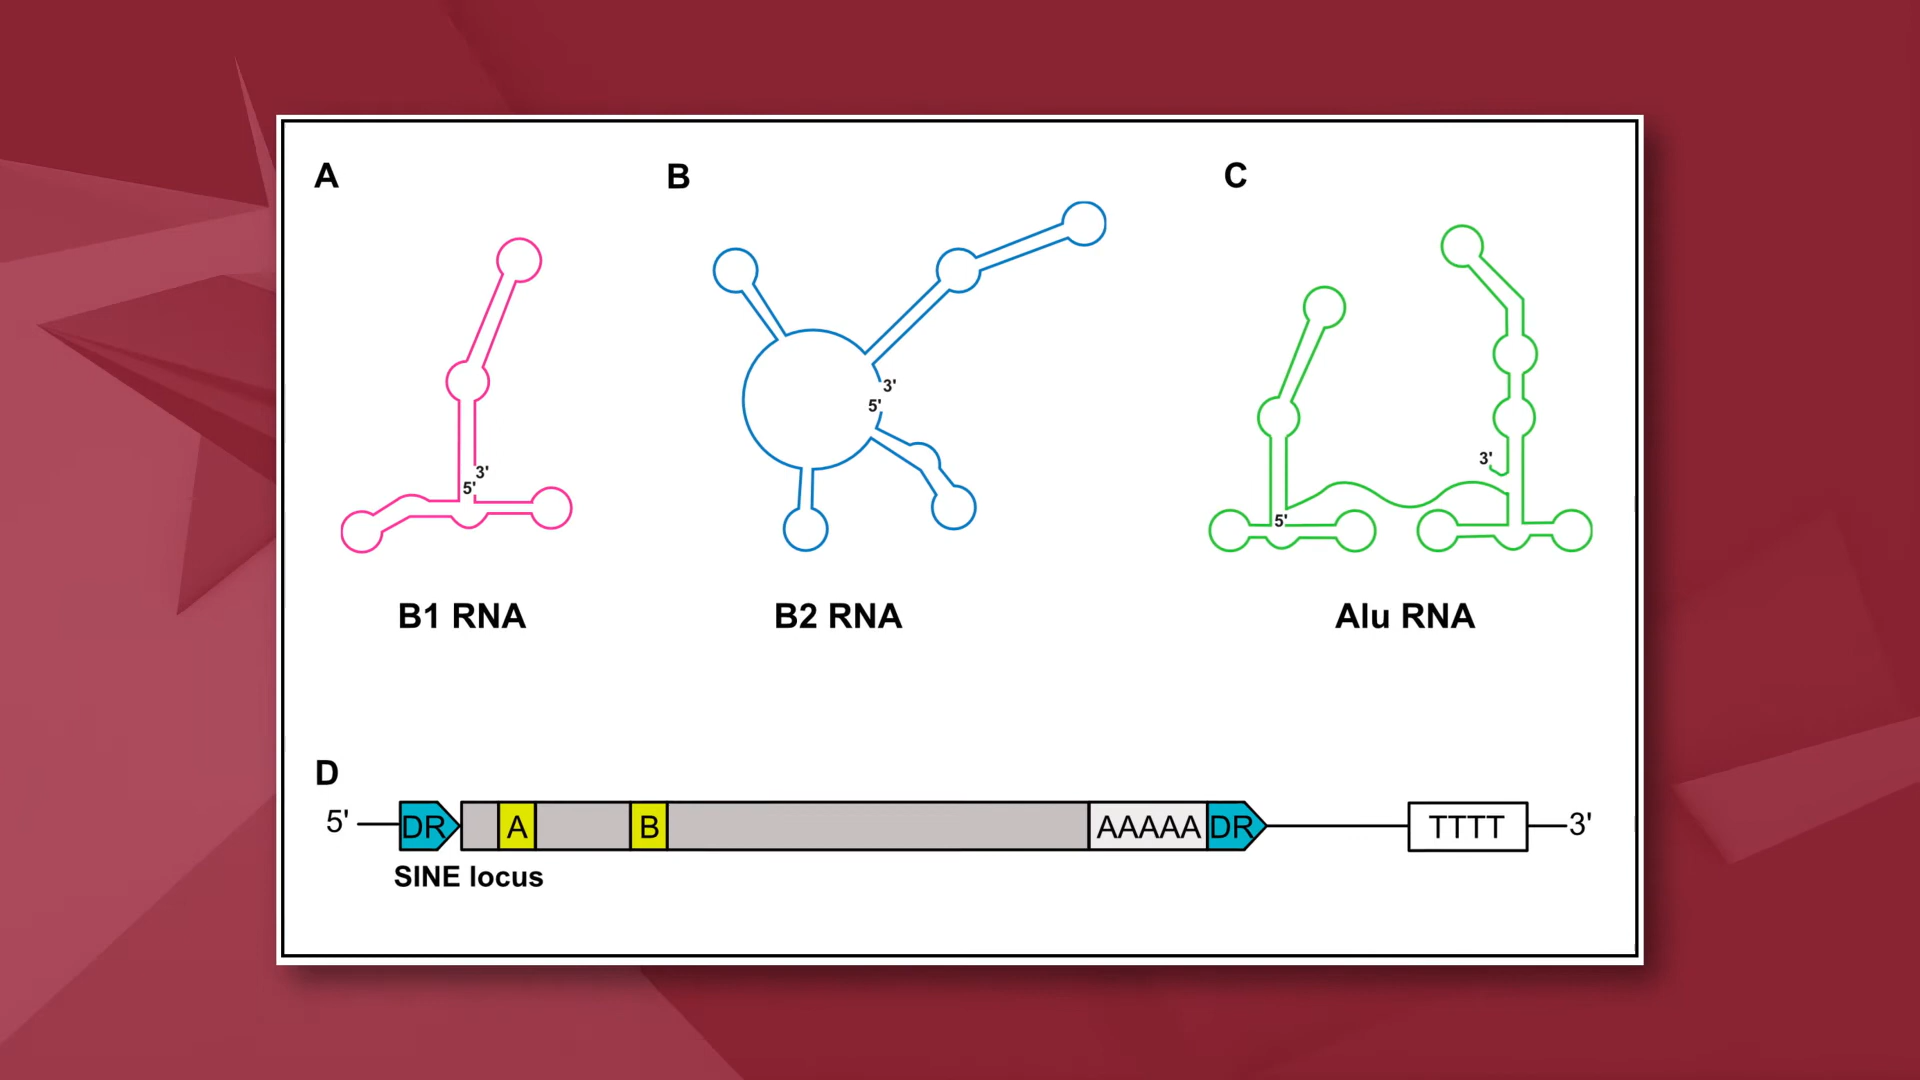 A
B
C
3'
5'
3'
5'
3'
5'
B1 RNA
B2 RNA
Alu RNA
D
5' DR A B AAAAA DR TTTT 3'
SINE locus